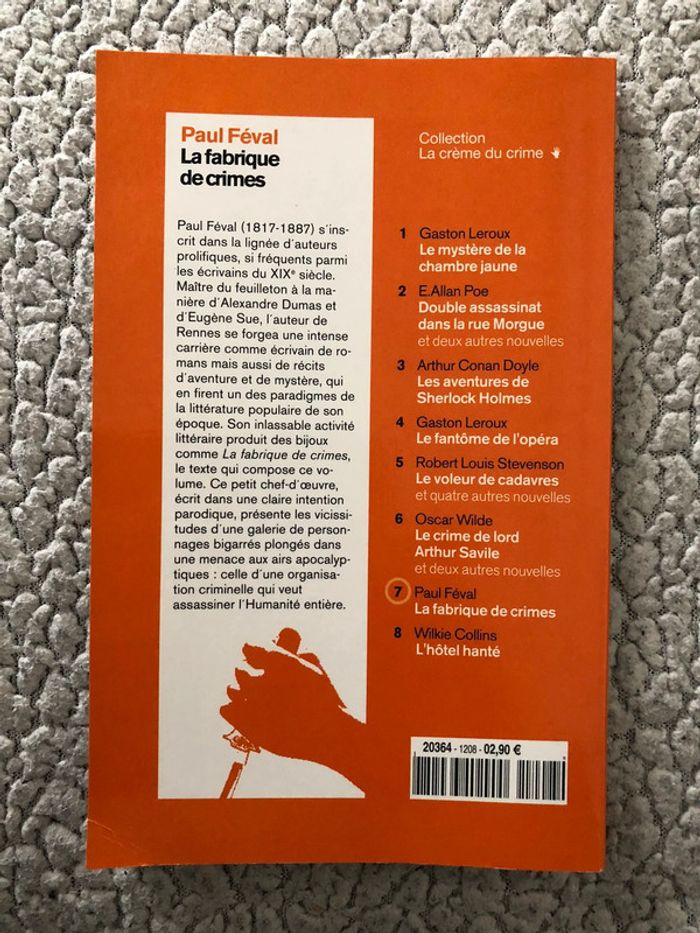 Paul Féval
La fabrique
de crimes
Paul Féval (1817-1887) s´ins-
crit dans la lignée d´auteurs
prolifiques, si fréquents parmi
les écrivains du XIXe siècle.
Maître du feuilleton à la ma-
nière d´Alexandre Dumas et
d´Eugène Sue, l´auteur de
Rennes se forgea une intense
carrière comme écrivain de ro-
mans mais aussi de récits
d´aventure et de mystère, qui
en firent un des paradigmes de
la littérature populaire de son
époque. Son inlassable activité
littéraire produit des bijoux
comme La fabrique de crimes,
le texte qui compose ce vo-
lume. Ce petit chef-d´œuvre,
écrit dans une claire intention
parodique, présente les vicissi-
tudes d´une galerie de person-
nages bigarrés plongés dans
une menace aux airs apocalyp-
tiques : celle d´une organisa-
tion criminelle qui veut
assassiner l´Humanité entière.
Collection
La crème du crime
1 Gaston Leroux
Le mystère de la
chambre jaune
2 E.Allan Poe
Double assassinat
dans la rue Morgue
et deux autres nouvelles
3 Arthur Conan Doyle
Les aventures de
Sherlock Holmes
4 Gaston Leroux
Le fantôme de l´opéra
5 Robert Louis Stevenson
Le voleur de cadavres
et quatre autres nouvelles
6 Oscar Wilde
Le crime de lord
Arthur Savile
et deux autres nouvelles
7 Paul Féval
La fabrique de crimes
8 Wilkie Collins
L´hôtel hanté
20364 - 1208 - 02,90 €